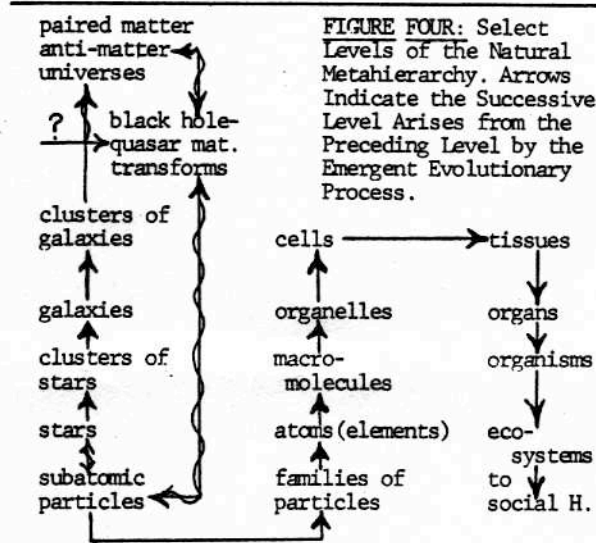 FIGURE FOUR: Select
Levels of the Natural
Metahierarchy. Arrows
Indicate the Successive
Level Arises from the
Preceding Level by the
Emergent Evolutionary
Process.
paired matter
anti-matter
universes
?
black hole-
quasar mat.
transforms
clusters of
galaxies
galaxies
clusters of
stars
stars
subatomic
particles
cells
organelles
macro-
molecules
atoms(elements)
families of
particles
tissues
organs
organisms
eco-
systems
to
social H.